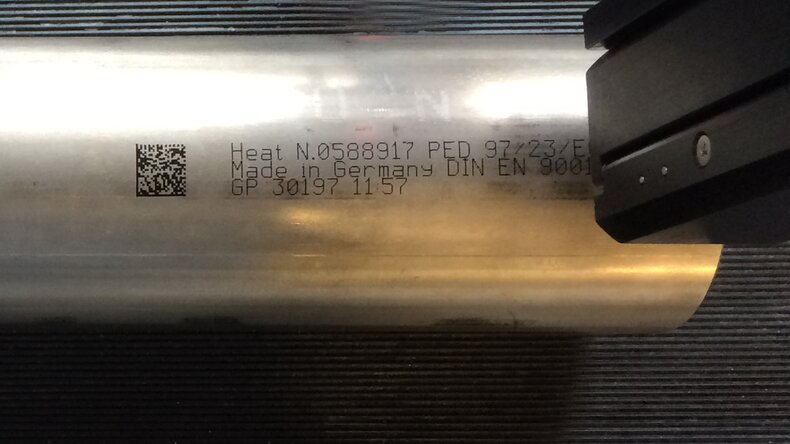 Heat N.0588917 PED 97/23/E
Made in Germany DIN EN 9001
GP 30197 11:57